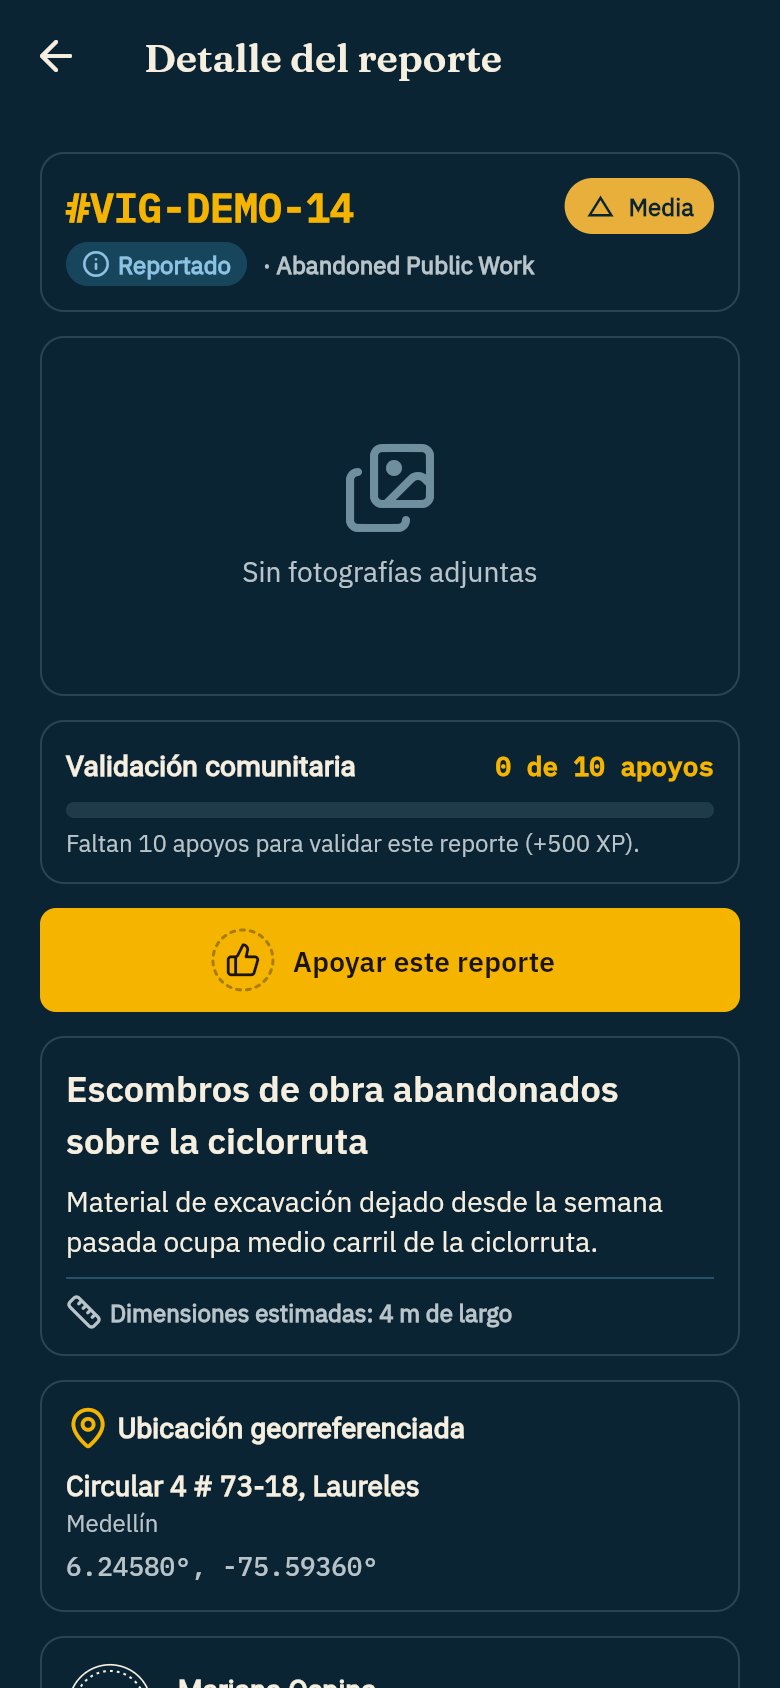 Detalle del reporte
#VIG-DEMO-14
Media
Reportado
· Abandoned Public Work
Sin fotografías adjuntas
Validación comunitaria
0 de 10 apoyos
Faltan 10 apoyos para validar este reporte (+500 XP).
Apoyar este reporte
Escombros de obra abandonados
sobre la ciclorruta
Material de excavación dejado desde la semana
pasada ocupa medio carril de la ciclorruta.
Dimensiones estimadas: 4 m de largo
Ubicación georreferenciada
Circular 4 # 73-18, Laureles
Medellín
6.24580°, -75.59360°
Mariana Ospina